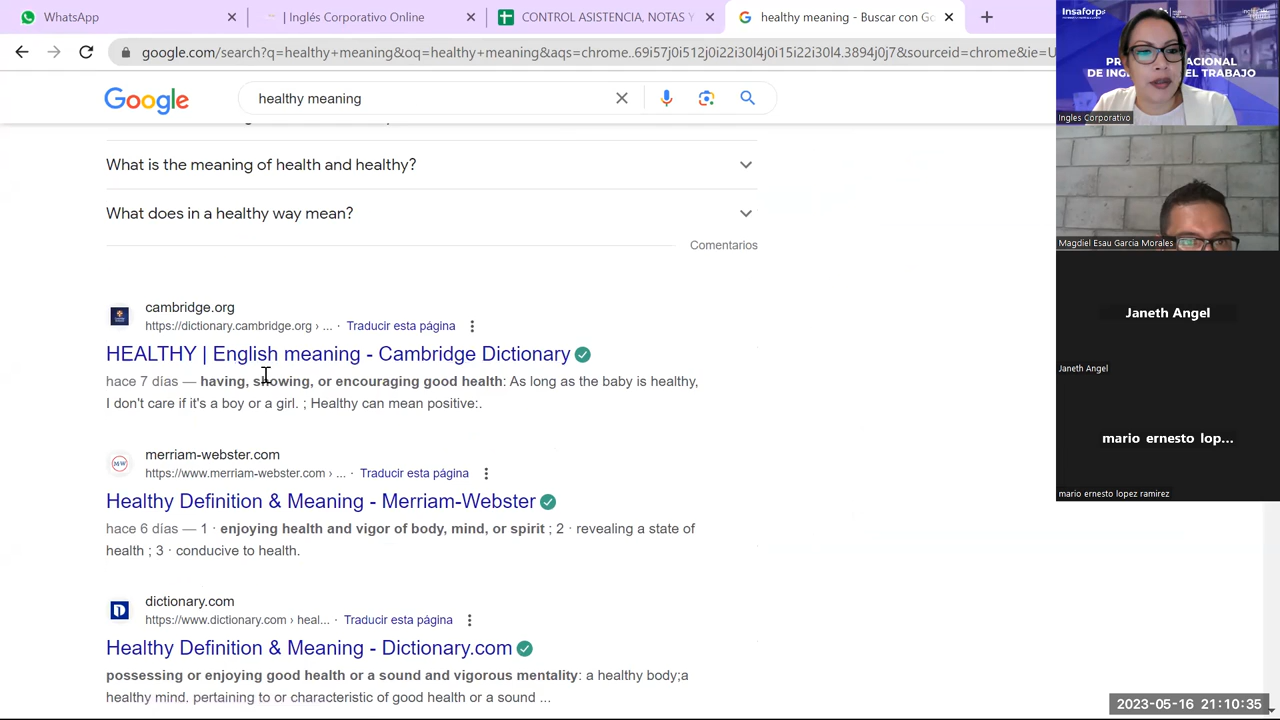 WhatsApp
Inglés Corporativo Online
healthy meaning - Buscar con Go
google.com/search?q=healthy+meaning&oq=healthy+meaning&gs=chrome..69i57j0i512j0i22i30l4j0i15i22i30l4.3894j0j7&sourceid=chrome&ie=U
Google
healthy meaning
What is the meaning of health and healthy?
What does in a healthy way mean?
Comentarios
cambridge.org
https://dictionary.cambridge.org › ... · Traducir esta página
HEALTHY | English meaning - Cambridge Dictionary
hace 7 días — having, showing, or encouraging good health: As long as the baby is healthy,
I don't care if it's a boy or a girl. ; Healthy can mean positive:.
merriam-webster.com
https://www.merriam-webster.com › ... · Traducir esta página
Healthy Definition & Meaning - Merriam-Webster
hace 6 días — 1 · enjoying health and vigor of body, mind, or spirit ; 2 · revealing a state of
health ; 3 · conducive to health.
dictionary.com
https://www.dictionary.com › heal... · Traducir esta página
Healthy Definition & Meaning - Dictionary.com
possessing or enjoying good health or a sound and vigorous mentality: a healthy body;a
healthy mind. pertaining to or characteristic of good health or a sound ...
Insaforp
DE ING EL TRABAJO
Ingles Corporativo
Magdiel Esau Garcia Morales
Janeth Angel
Janeth Angel
mario ernesto lop...
mario ernesto lopez ramirez
2023-05-16 21:10:35